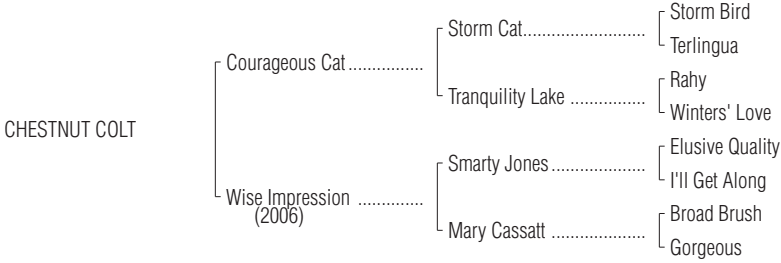 Storm Bird
Storm Cat..........................
Terlingua
Courageous Cat................
Rahy
Tranquility Lake ................
Winters' Love
CHESTNUT COLT
Elusive Quality
Smarty Jones....................
I'll Get Along
Wise Impression ..............
(2006)
Broad Brush
Mary Cassatt ....................
Gorgeous